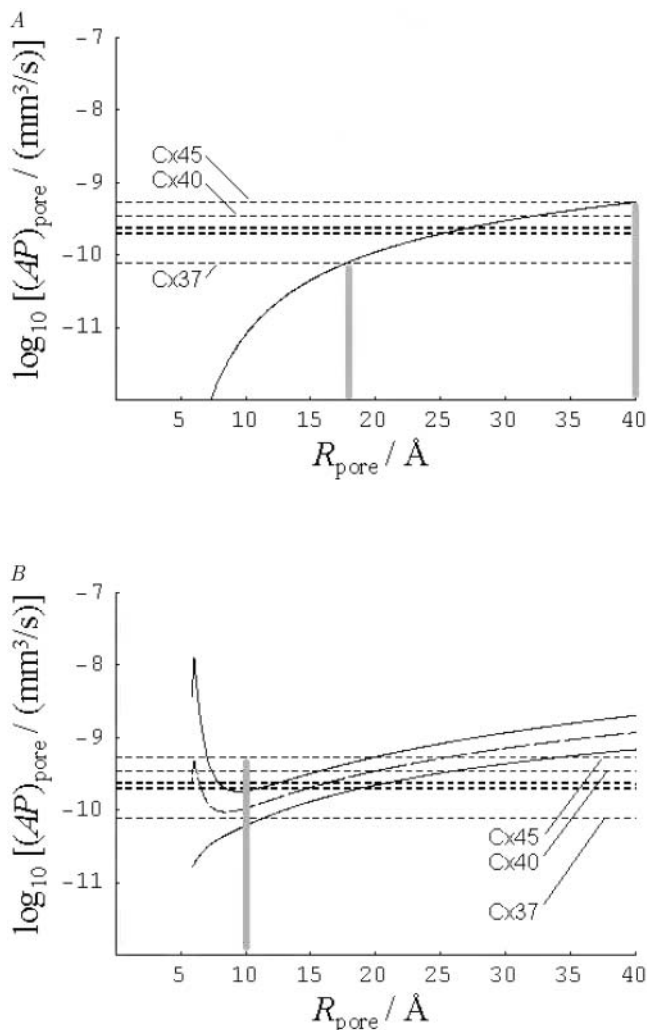 A
log₁₀ [(AP)pore / (mm³/s)]
-7
-8
-9
-10
-11
Cx45
Cx40
Cx37
5 10 15 20 25 30 35 40
Rpore / Å
B
log₁₀ [(AP)pore / (mm³/s)]
-7
-8
-9
-10
-11
Cx45
Cx40
Cx37
5 10 15 20 25 30 35 40
Rpore / Å